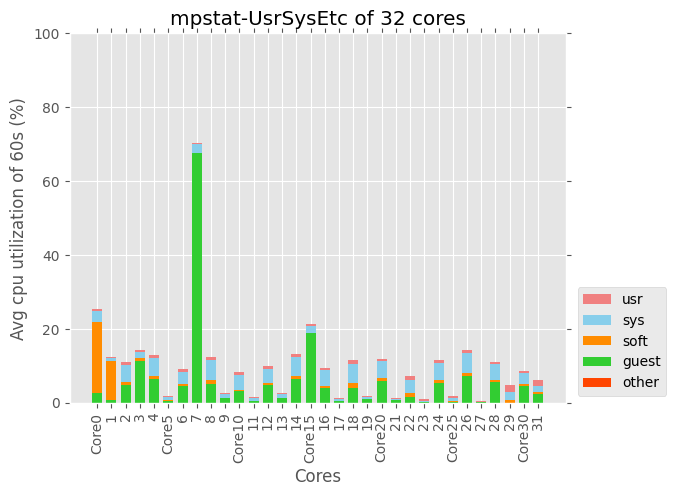 mpstat-UsrSysEtc of 32 cores
Avg cpu utilization of 60s (%)
100
80
60
40
20
0
Core0
1
2
3
4
Core5
6
7
8
9
Core10
11
12
13
14
Core15
16
17
18
19
Core20
21
22
23
24
Core25
26
27
28
29
Core30
31
Cores
usr
sys
soft
guest
other